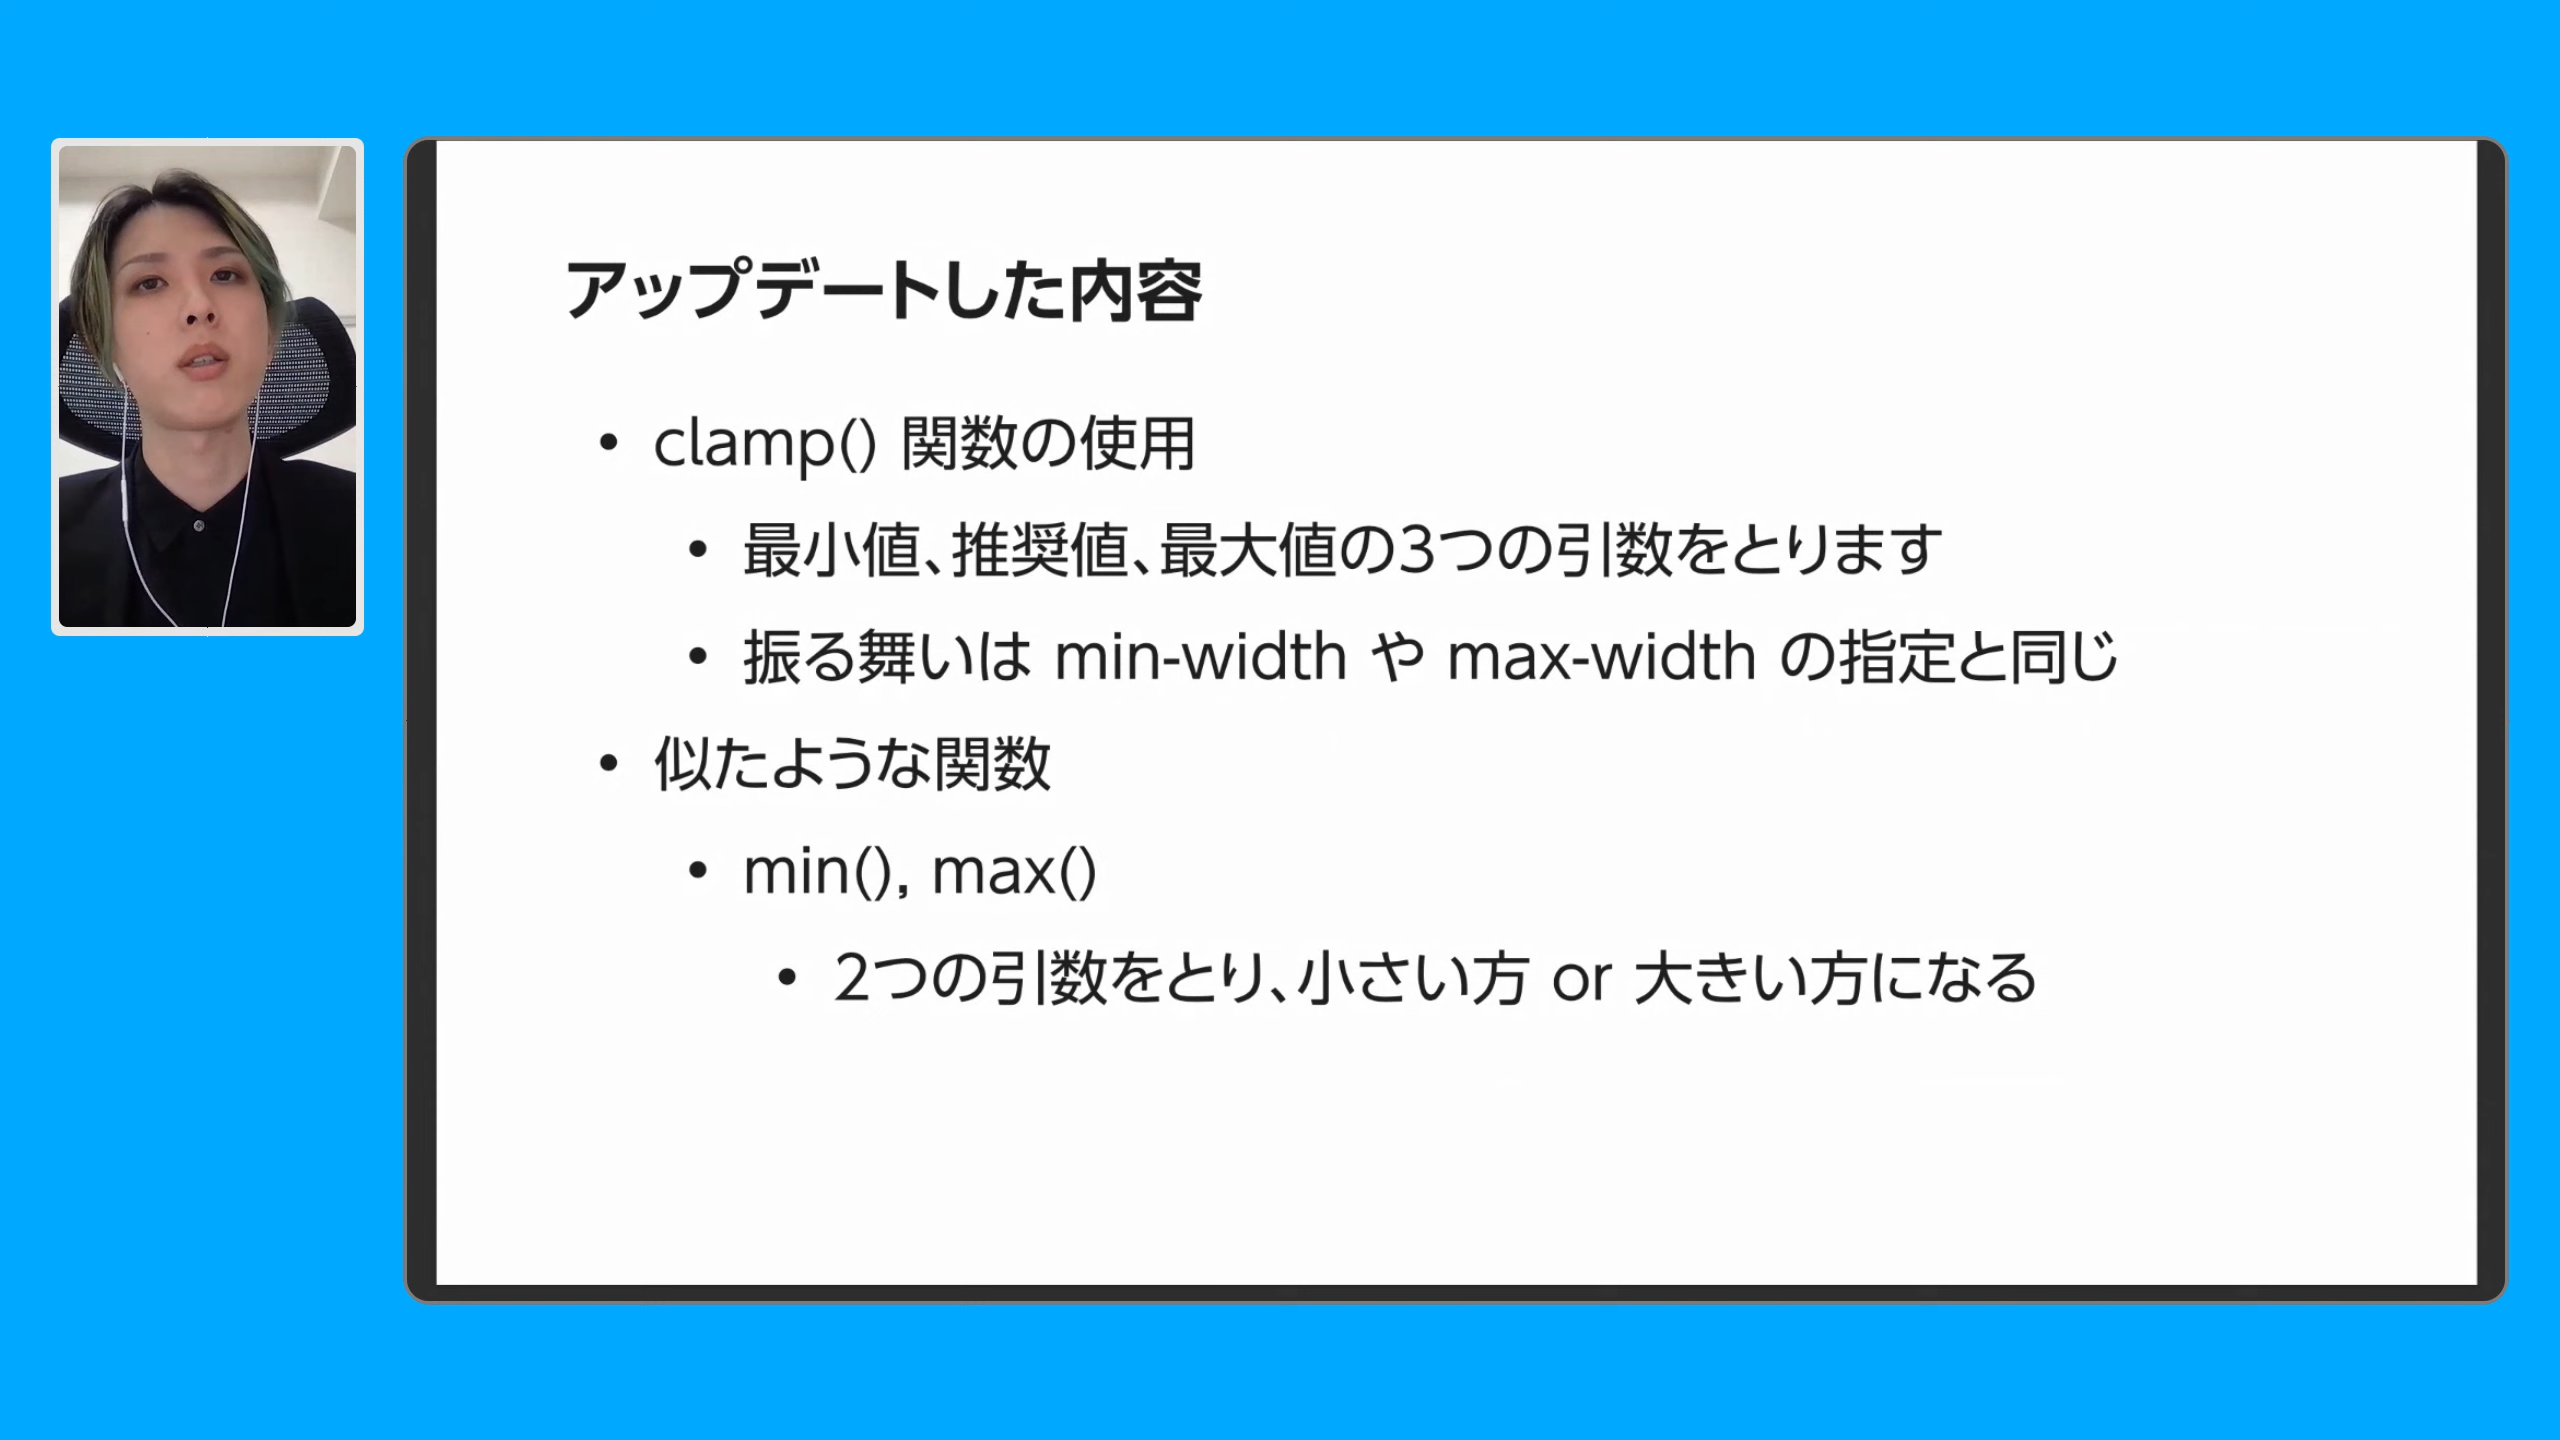 アップデートした内容
• clamp() 関数の使用
• 最小値、推奨値、最大値の3つの引数をとります
• 振る舞いは min-width や max-width の指定と同じ
• 似たような関数
• min(), max()
• 2つの引数をとり、小さい方 or 大きい方になる